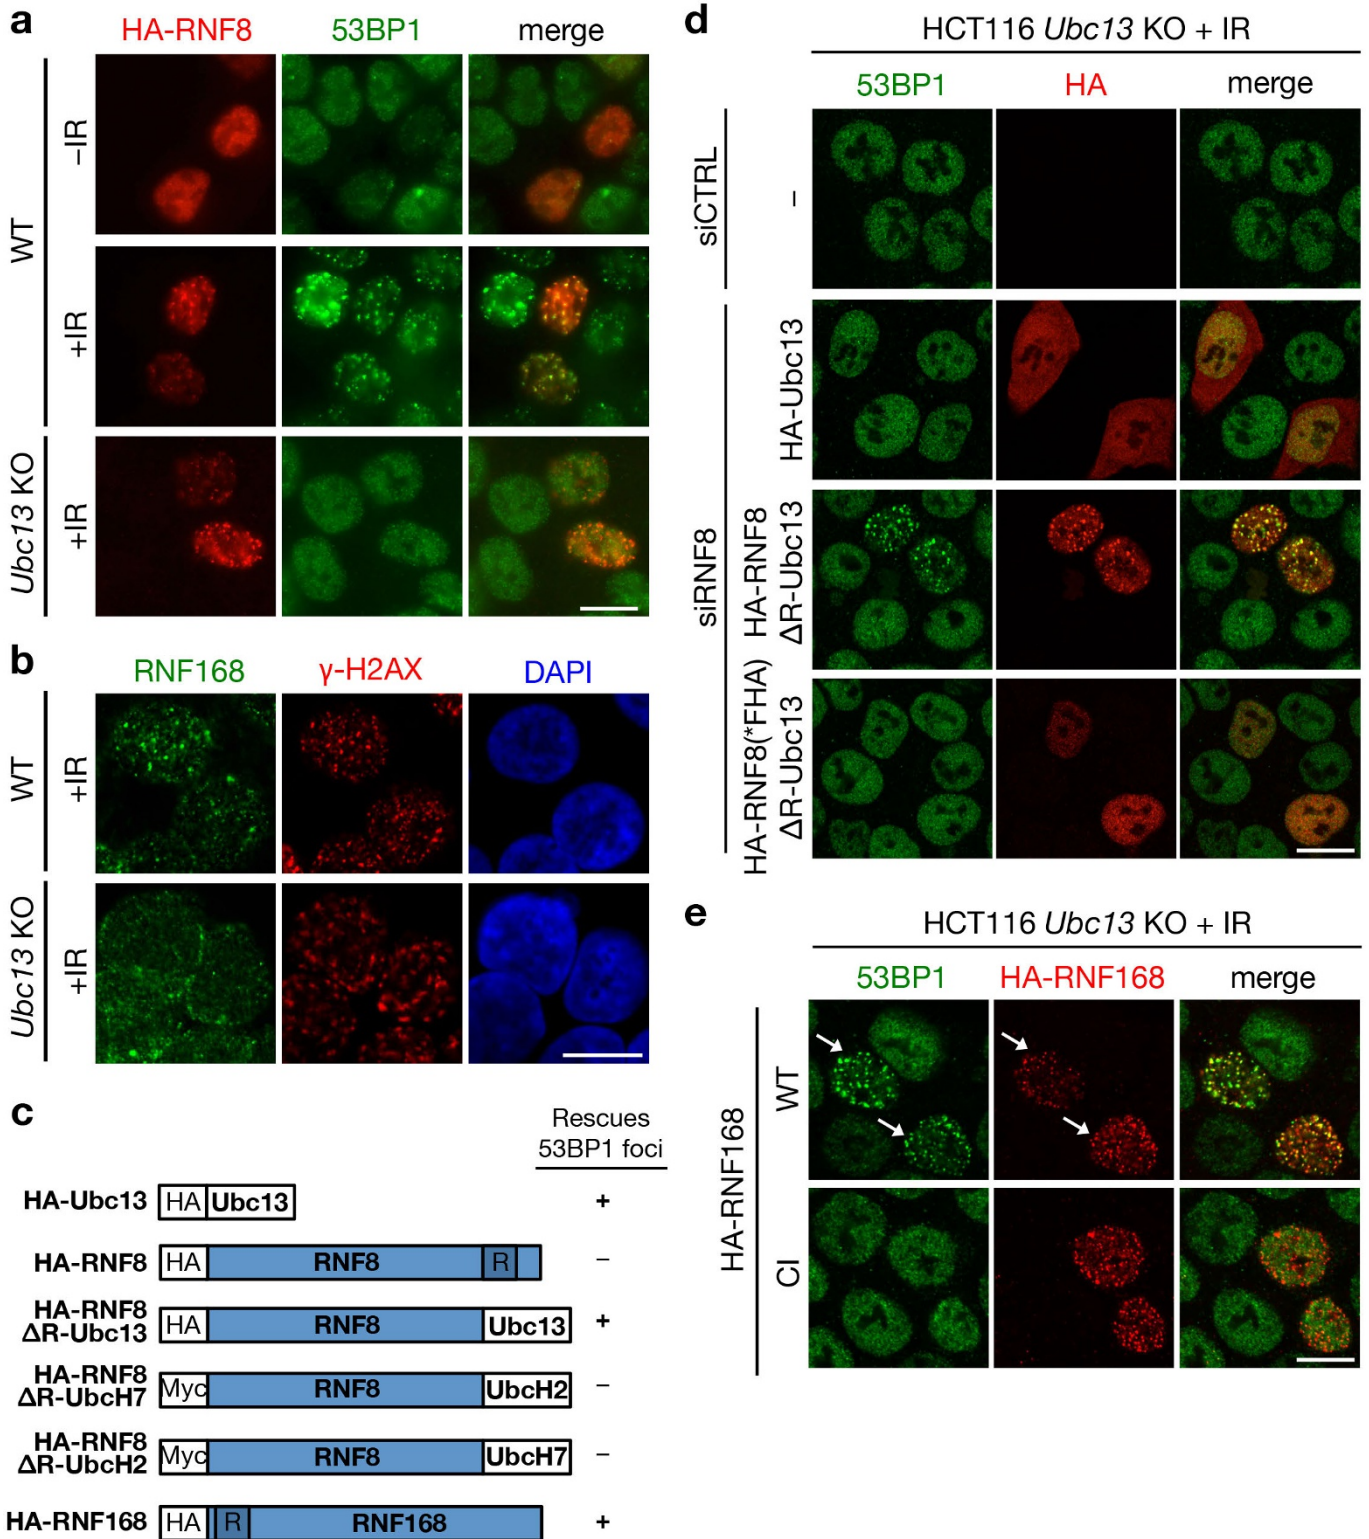 a
HA-RNF8 53BP1 merge
WT
–IR
+IR
Ubc13 KO
+IR
b
RNF168 γ-H2AX DAPI
WT
+IR
Ubc13 KO
+IR
c
Rescues
53BP1 foci
HA-Ubc13 HA Ubc13 +
HA-RNF8 HA RNF8 R –
HA-RNF8
ΔR-Ubc13 HA RNF8 Ubc13 +
HA-RNF8
ΔR-UbcH7 Myc RNF8 UbcH2 –
HA-RNF8
ΔR-UbcH2 Myc RNF8 UbcH7 –
HA-RNF168 HA R RNF168 +
d
HCT116 Ubc13 KO + IR
53BP1 HA merge
siCTRL
–
siRNF8
HA-Ubc13
HA-RNF8
ΔR-Ubc13
HA-RNF8(*FHA)
ΔR-Ubc13
e
HCT116 Ubc13 KO + IR
53BP1 HA-RNF168 merge
HA-RNF168
WT
CI